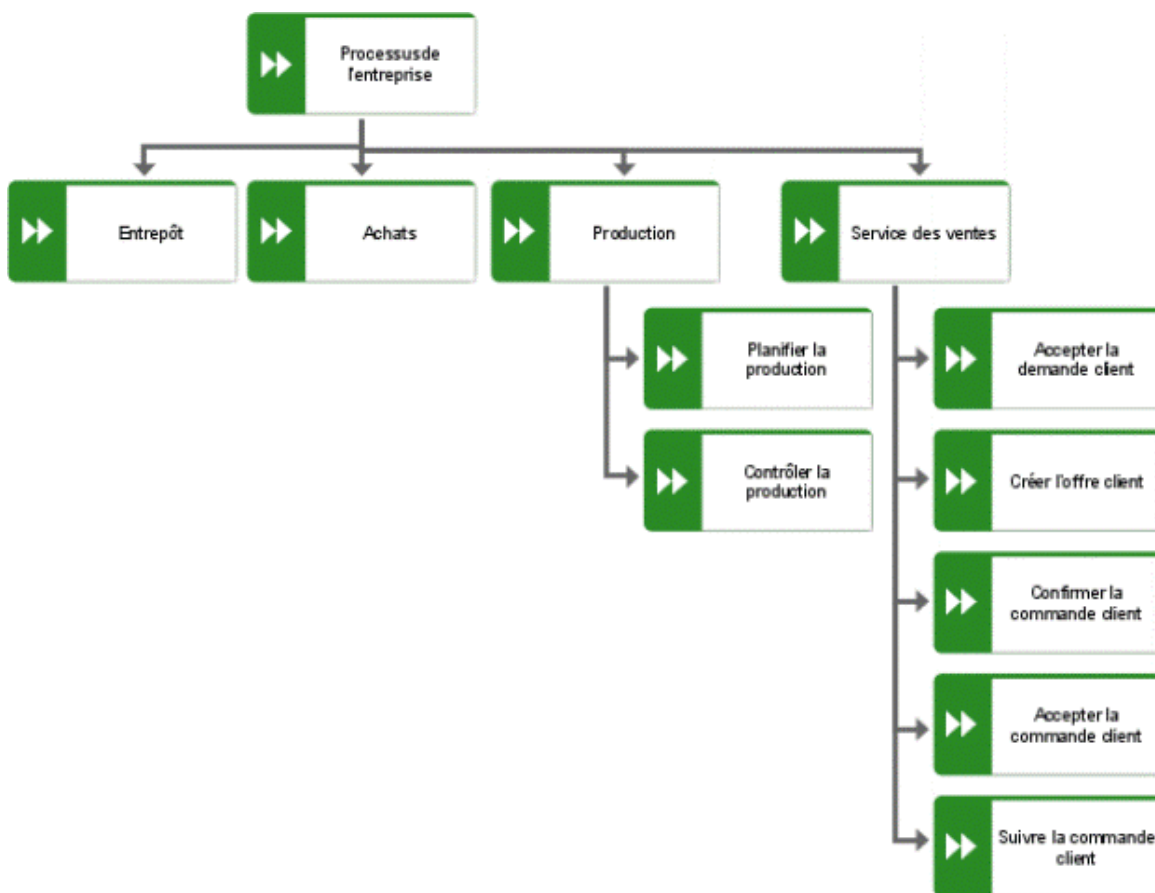 Processusde
l'entreprise
Entrepôt
Achats
Production
Service des ventes
Planifier la
production
Accepter la
demande client
Contrôler la
production
Créer l'offre client
Confirmer la
commande client
Accepter la
commande client
Suivre la commande
client